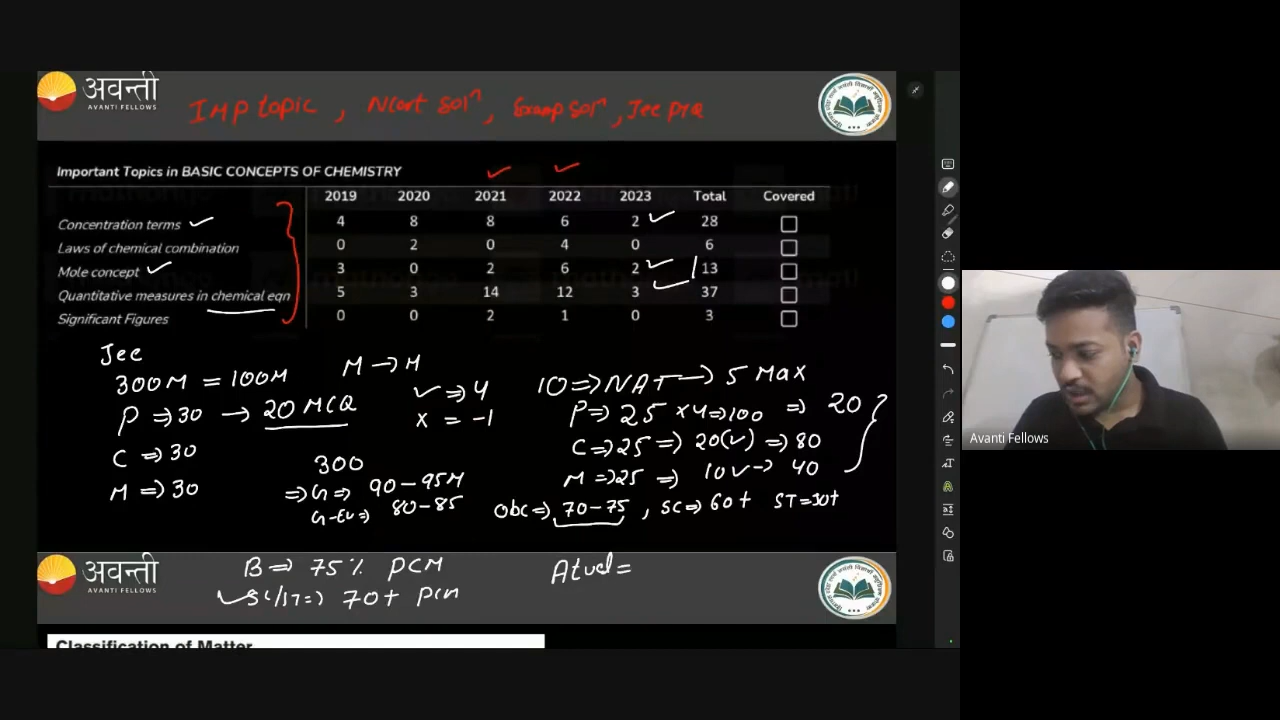 अवन्ती
AVANTI FELLOWS
IMP topic , Ncert solⁿ, Examp solⁿ, Jee PYQ
Important Topics in BASIC CONCEPTS OF CHEMISTRY
2019 2020 2021 2022 2023 Total Covered
Concentration terms 4 8 8 6 2 28
Laws of chemical combination 0 2 0 4 0 6
Mole concept 3 0 2 6 2 13
Quantitative measures in chemical eqn 5 3 14 12 3 37
Significant Figures 0 0 2 1 0 3
Jee
300M = 100M
P ⇒ 30 → 20 MCQ
C ⇒ 30
M ⇒ 30
M → M
✓ ⇒ 4
x = -1
300
⇒ G ⇒ 90-95M
G-EW ⇒ 80-85
10 ⇒ NAT → 5 Max
P ⇒ 25 x 4 ⇒ 100 ⇒ 20
C ⇒ 25 ⇒ 20(✓) ⇒ 80
M ⇒ 25 ⇒ 10 ✓ → 40
Obc ⇒ 70-75 , SC ⇒ 60+ ST = 50+
अवन्ती
AVANTI FELLOWS
B ⇒ 75% PCM
SC/ST ⇒ 70+ PCM
Classification of Matter
Avanti Fellows